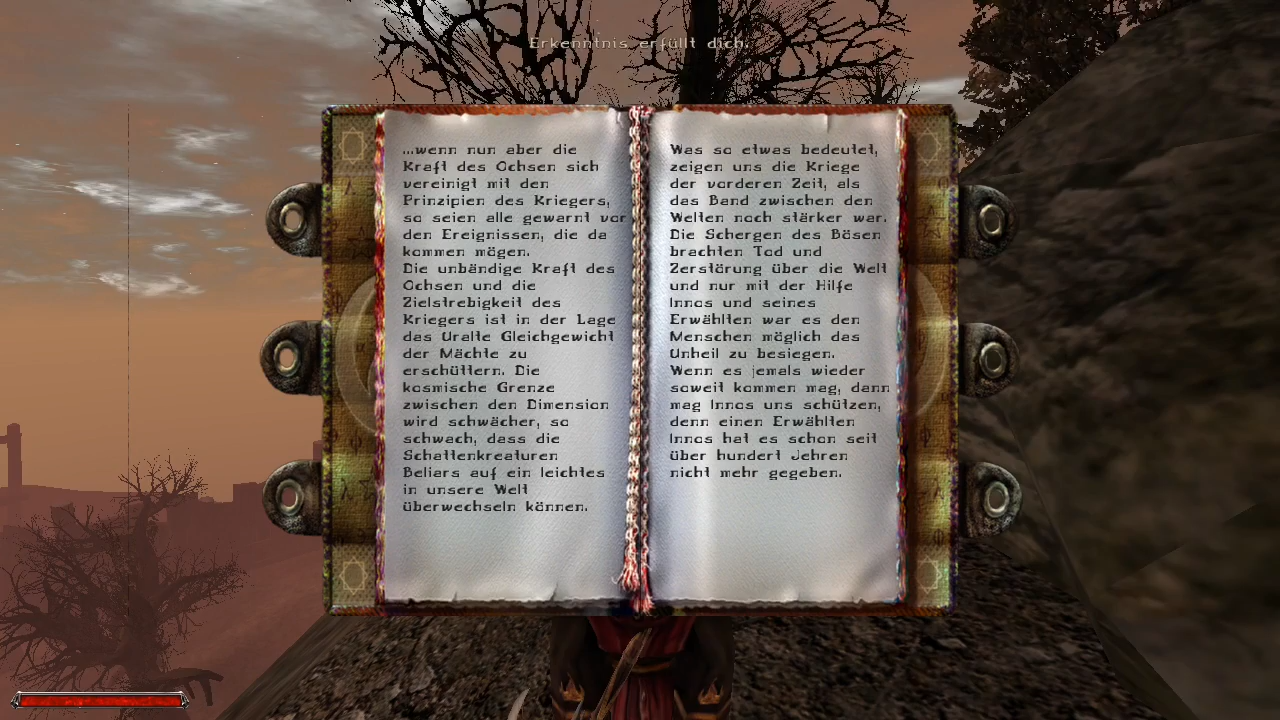 Erkenntnis erfüllt dich.
...wenn nun aber die
Kraft des Ochsen sich
vereinigt mit den
Prinzipien des Kriegers,
so seien alle gewarnt vor
den Ereignissen, die da
kommen mögen.
Die unbändige Kraft des
Ochsen und die
Zielstrebigkeit des
Kriegers ist in der Lage
das Uralte Gleichgewicht
der Mächte zu
erschüttern. Die
kosmische Grenze
zwischen den Dimension
wird schwächer, so
schwach, dass die
Schattenkreaturen
Beliars auf ein leichtes
in unsere Welt
überwechseln können.
Was so etwas bedeutet,
zeigen uns die Kriege
der vorderen Zeit, als
das Band zwischen den
Welten noch stärker war.
Die Schergen des Bösen
brachten Tod und
Zerstörung über die Welt
und nur mit der Hilfe
Innos und seines
Erwählten war es den
Menschen möglich das
Unheil zu besiegen.
Wenn es jemals wieder
soweit kommen mag, dann
mag Innos uns schützen,
denn einen Erwählten
Innos hat es schon seit
über hundert Jehren
nicht mehr gegeben.